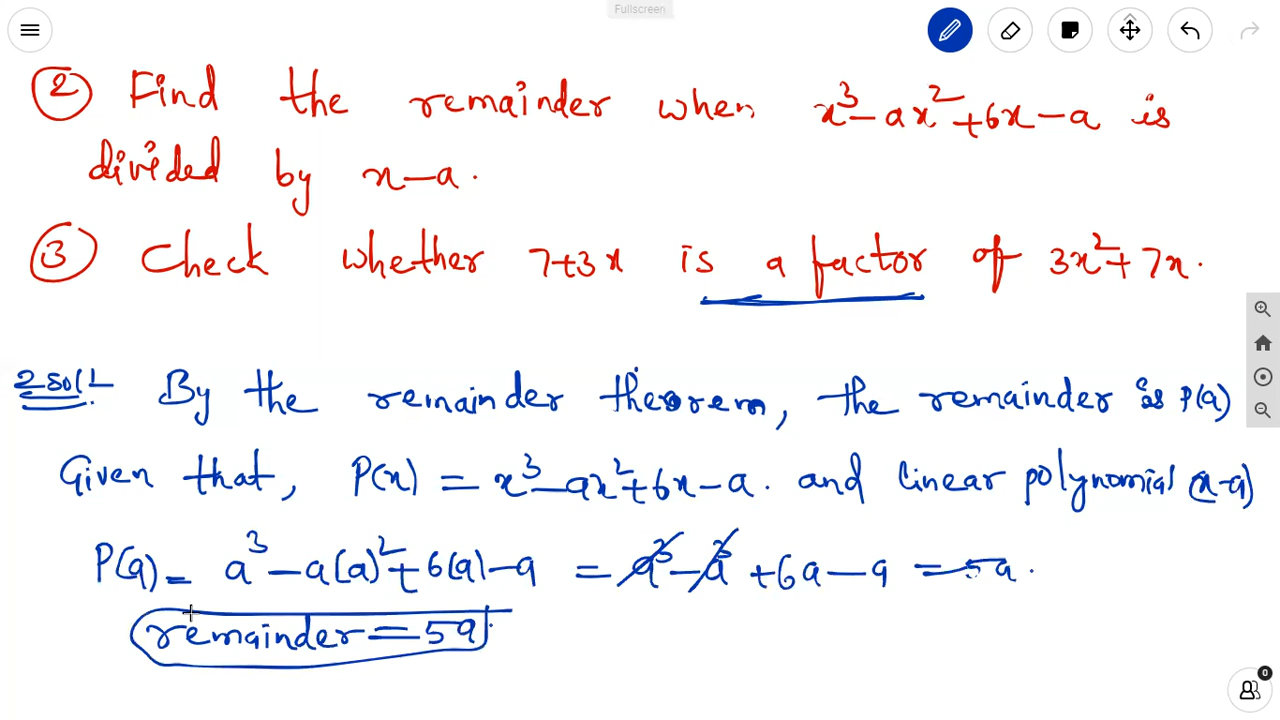 Fullscreen
② Find the remainder when x³-ax²+6x-a is
divided by x-a.
③ Check whether 7+3x is a factor of 3x²+7x.
2 sol: By the remainder theorem, the remainder is P(a)
Given that, P(x) = x³-ax²+6x-a. and linear polynomial (x-a)
P(a) = a³-a(a)²+6(a)-a = a³-a³+6a-a = 5a.
remainder = 5a.
0